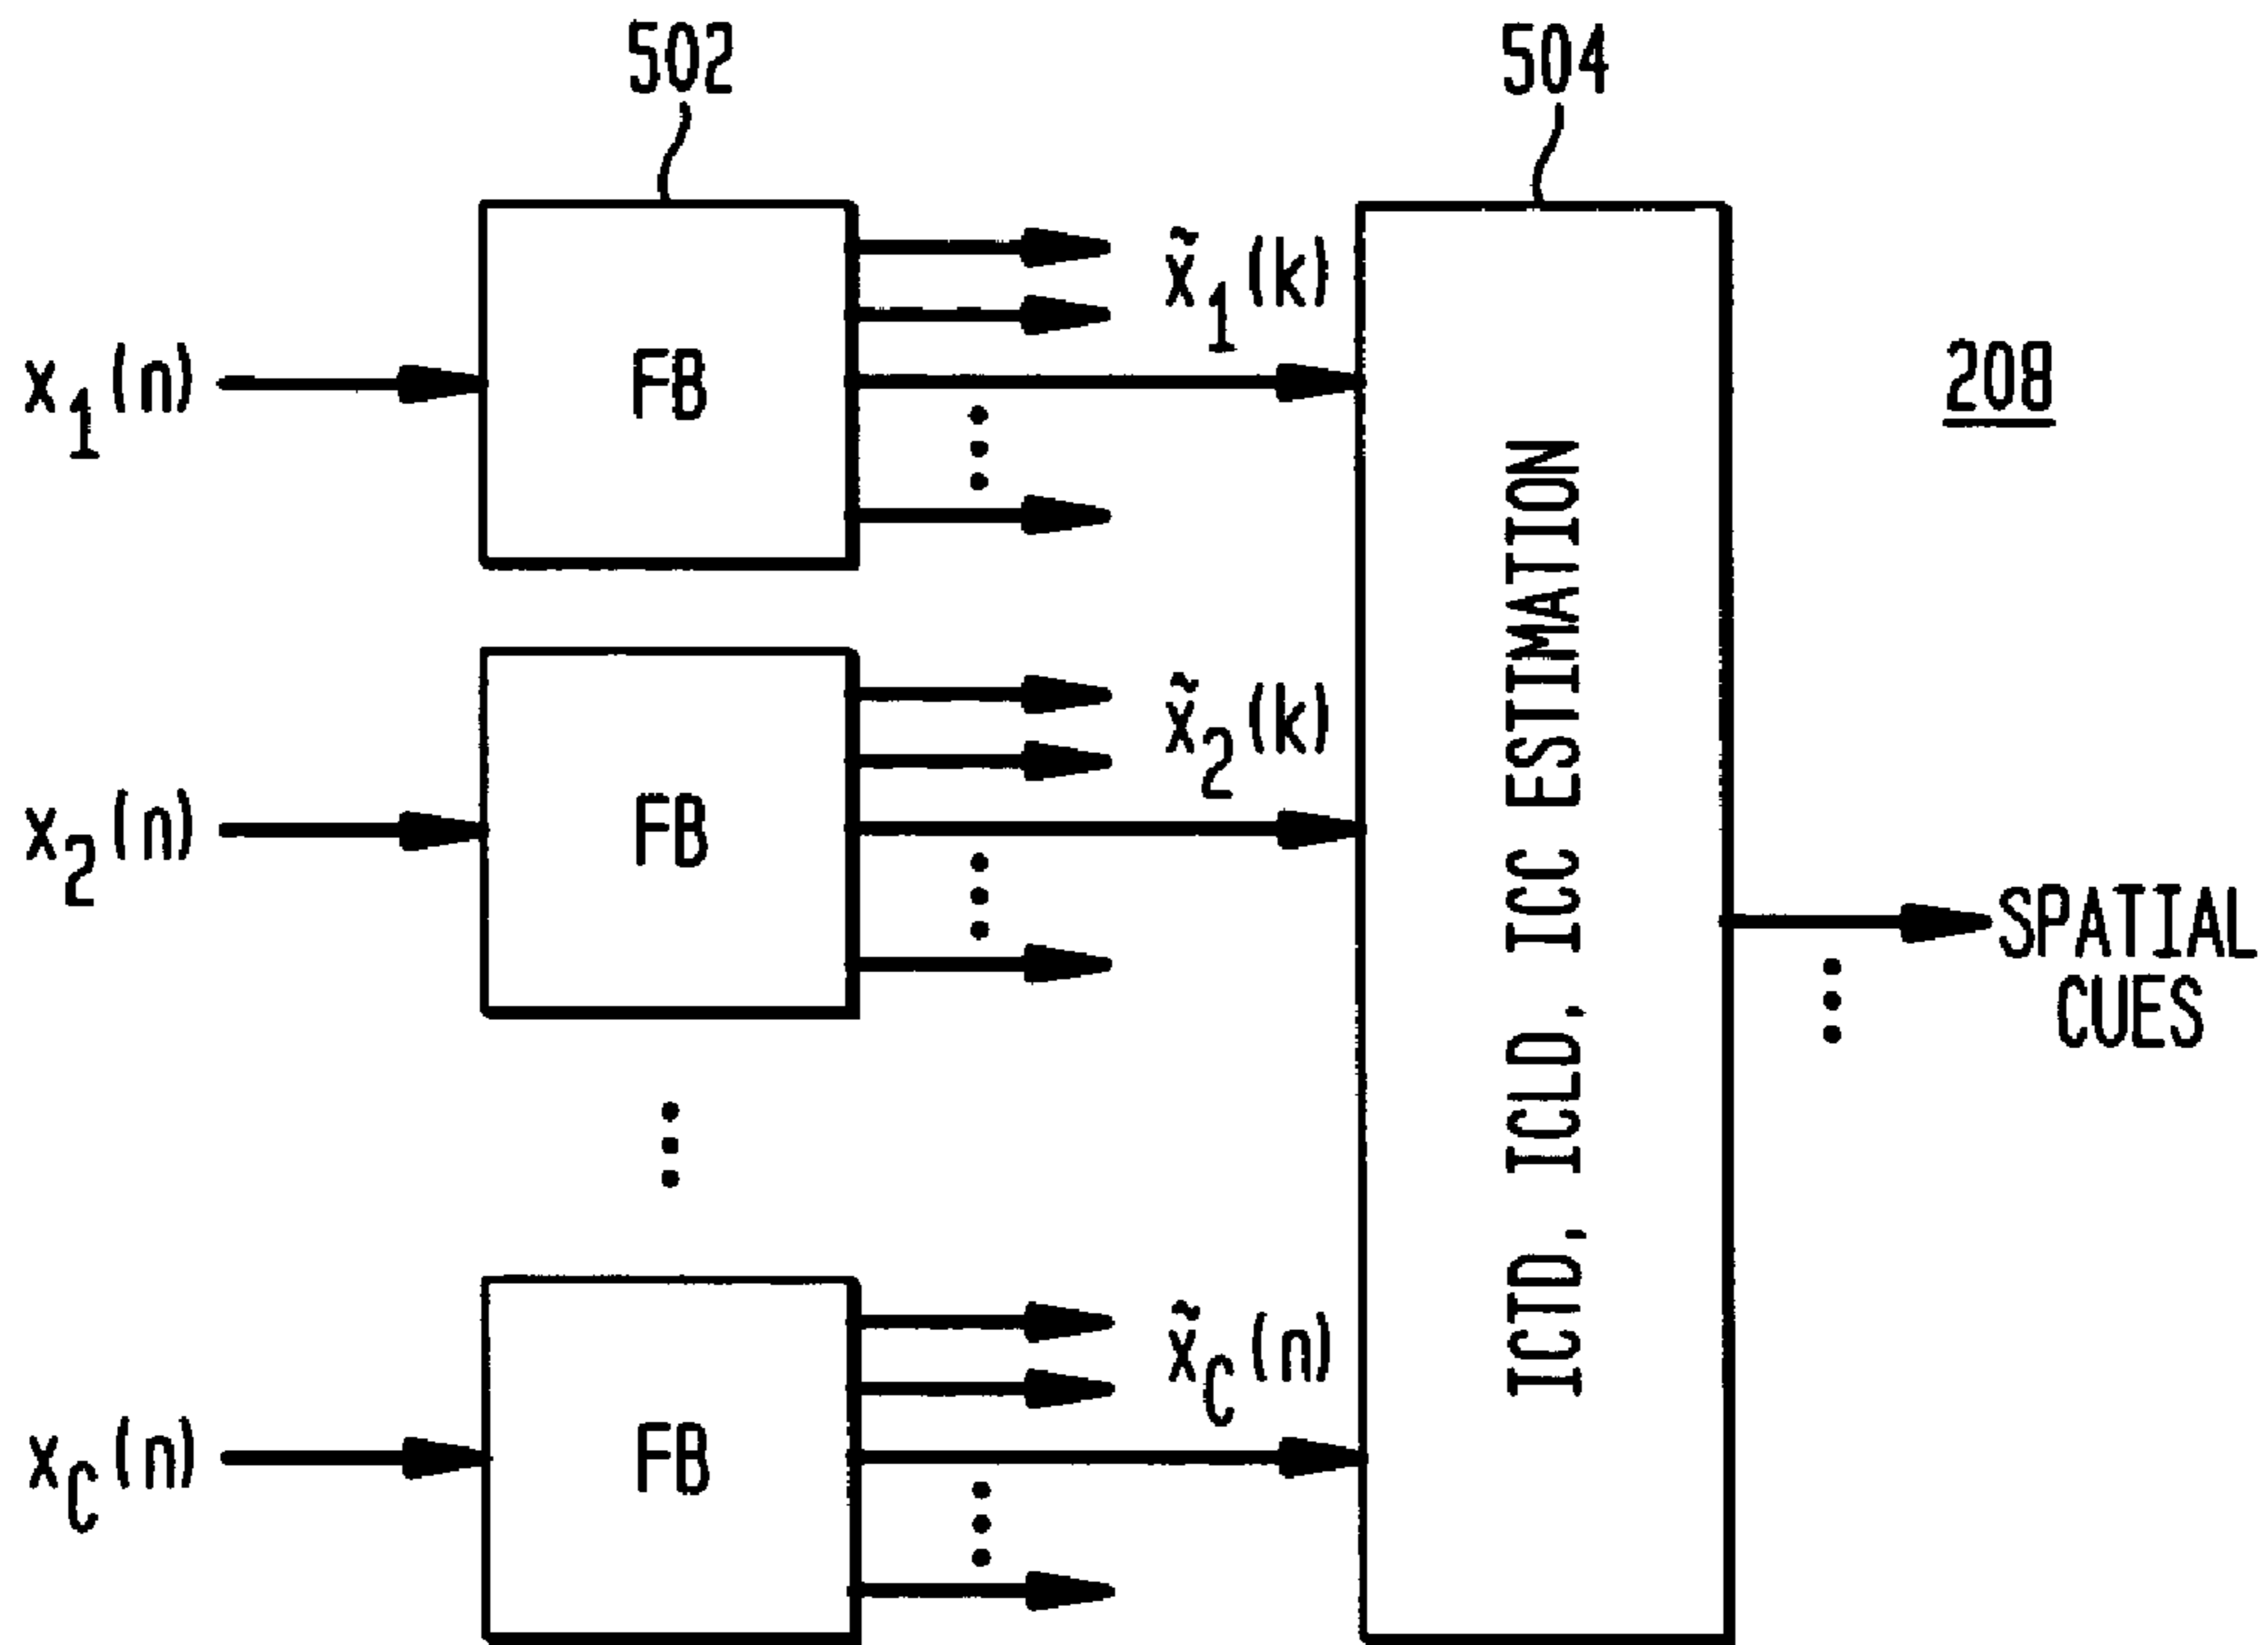 502
504
x̃1(k)
x1(n)
FB
208
x̃2(k)
x2(n)
FB
ICTD, ICLD, ICC ESTIMATION
SPATIAL
CUES
x̃C(n)
xC(n)
FB